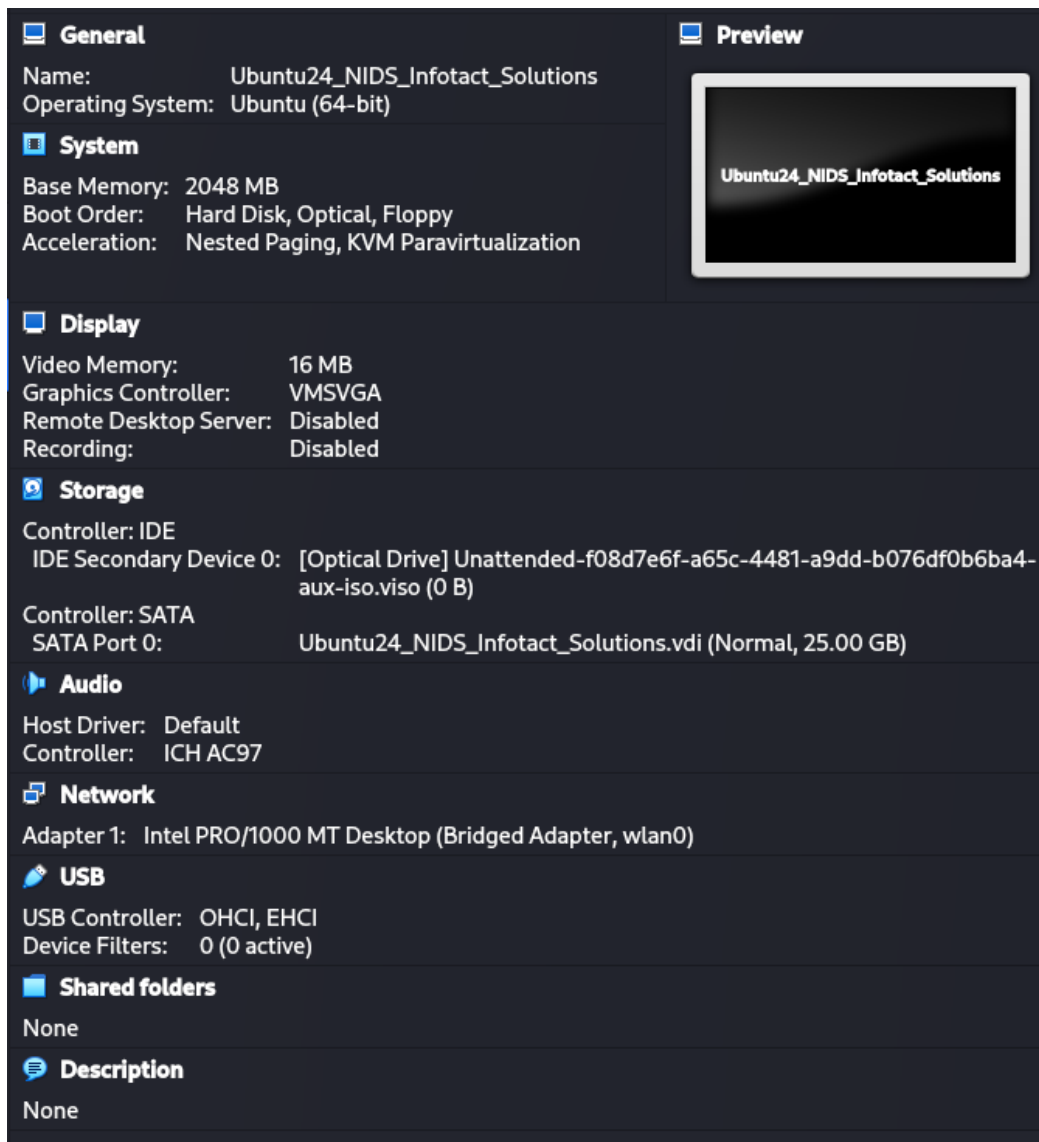 General
Name: Ubuntu24_NIDS_Infotact_Solutions
Operating System: Ubuntu (64-bit)
Preview
Ubuntu24_NIDS_Infotact_Solutions
System
Base Memory: 2048 MB
Boot Order: Hard Disk, Optical, Floppy
Acceleration: Nested Paging, KVM Paravirtualization
Display
Video Memory: 16 MB
Graphics Controller: VMSVGA
Remote Desktop Server: Disabled
Recording: Disabled
Storage
Controller: IDE
IDE Secondary Device 0: [Optical Drive] Unattended-f08d7e6f-a65c-4481-a9dd-b076df0b6ba4-
aux-iso.viso (0 B)
Controller: SATA
SATA Port 0: Ubuntu24_NIDS_Infotact_Solutions.vdi (Normal, 25.00 GB)
Audio
Host Driver: Default
Controller: ICH AC97
Network
Adapter 1: Intel PRO/1000 MT Desktop (Bridged Adapter, wlan0)
USB
USB Controller: OHCI, EHCI
Device Filters: 0 (0 active)
Shared folders
None
Description
None